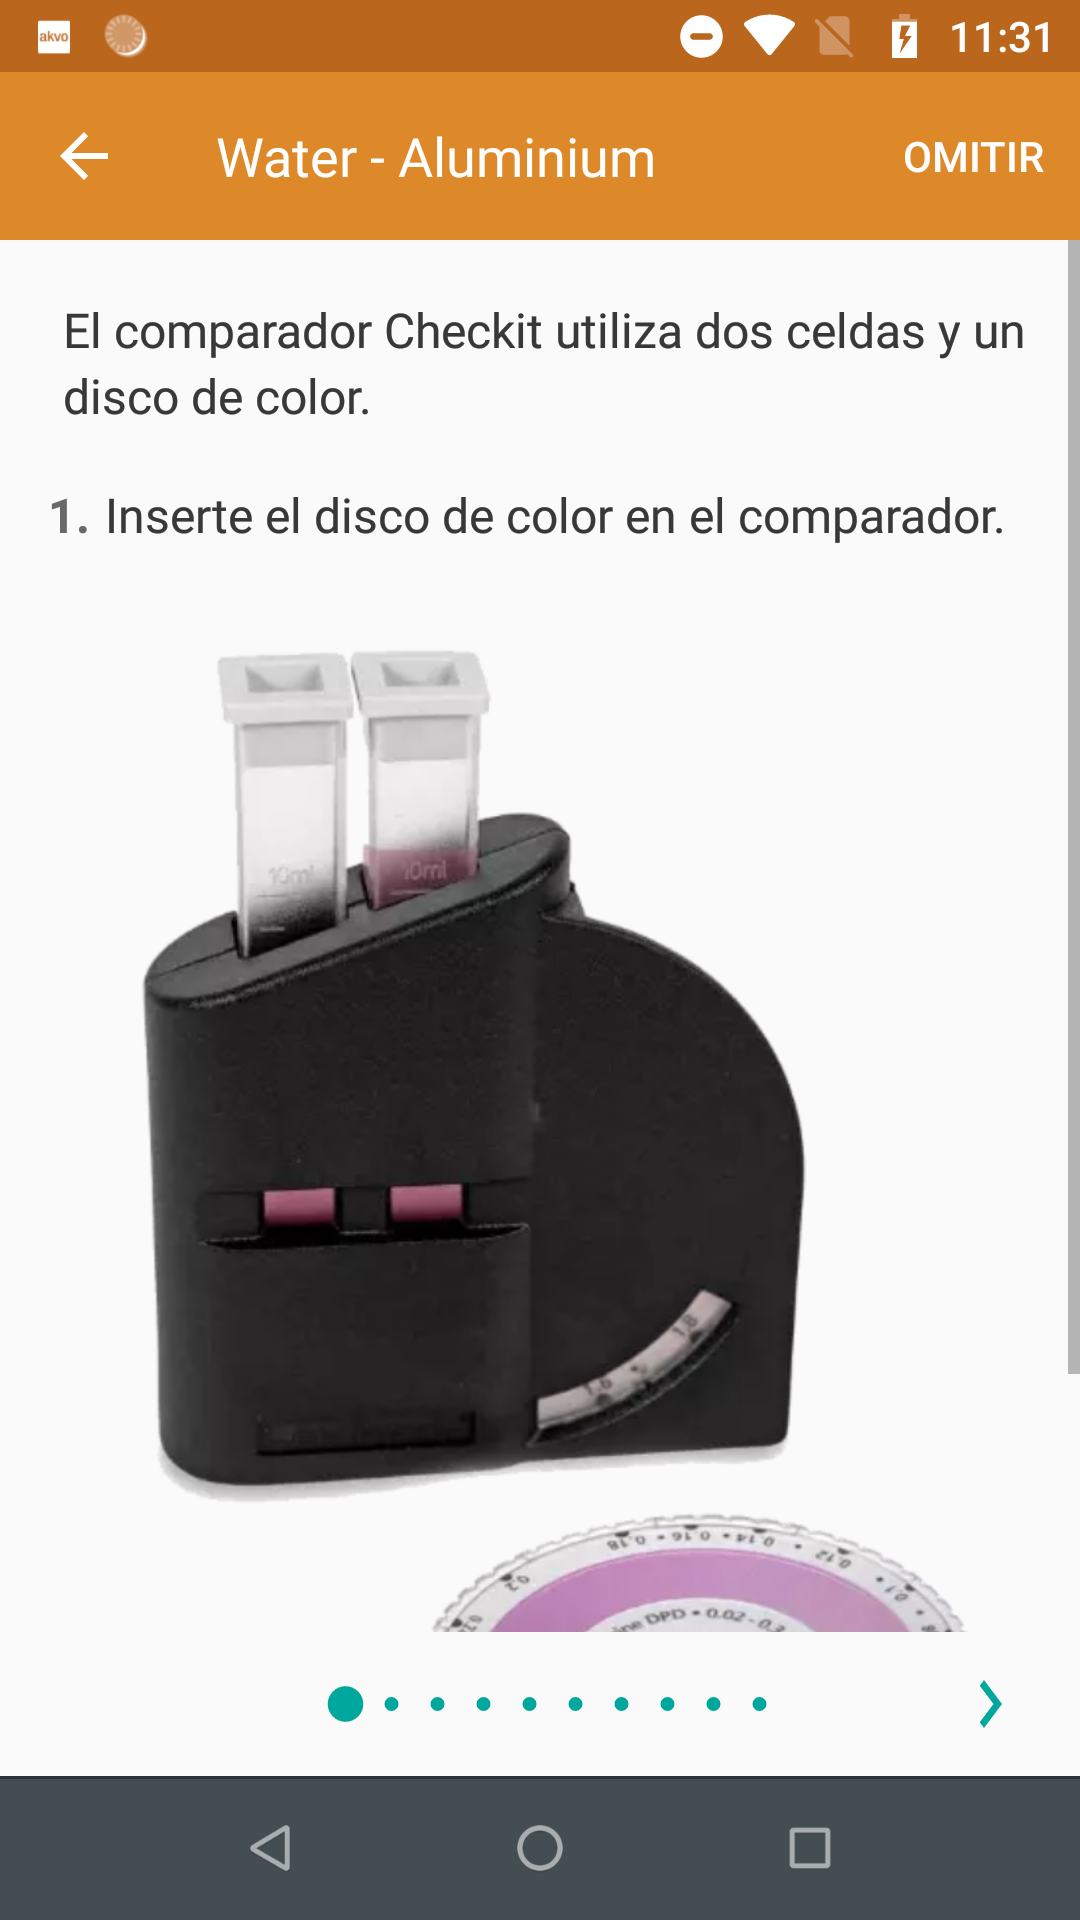 akvo
11:31
Water - Aluminium
OMITIR
El comparador Checkit utiliza dos celdas y un
disco de color.
1. Inserte el disco de color en el comparador.
10ml
10ml
1.8
1.6
0.18 • 0.16 • 0.14 • 0.12 • 0.1 •
0.2
DPD • 0.02 - 0.